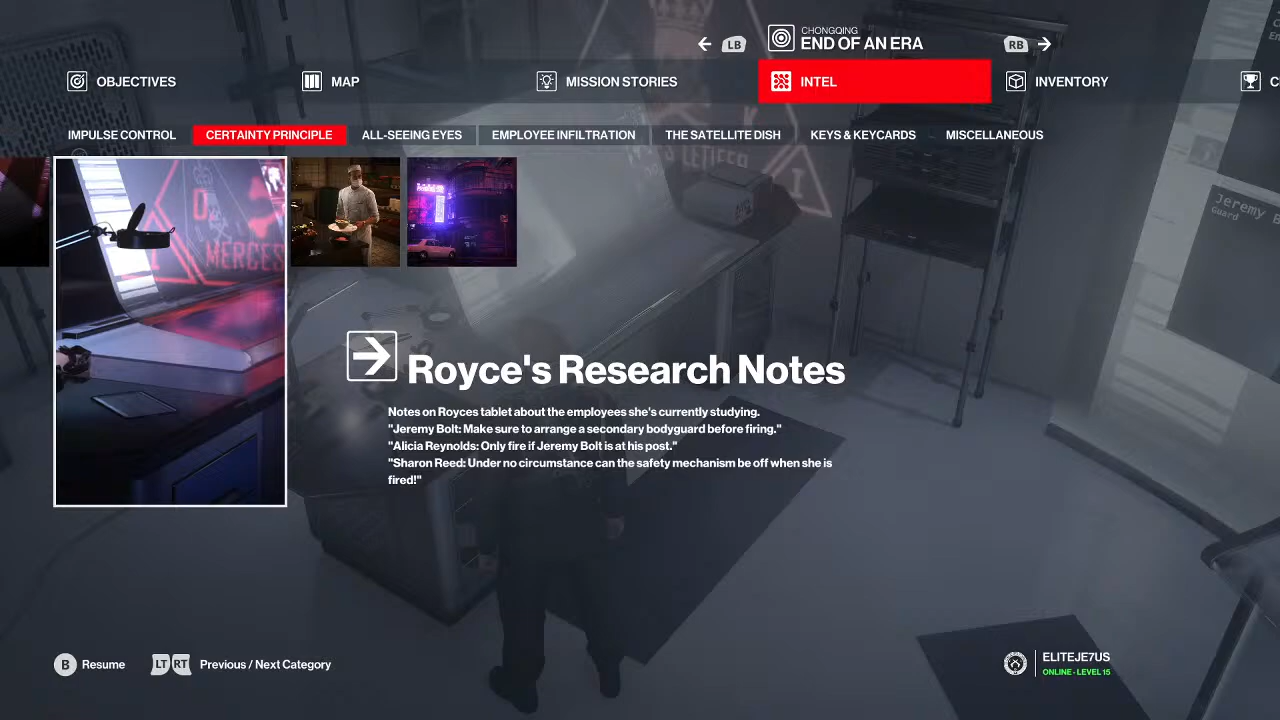 LB
CHONGQING
END OF AN ERA
RB
OBJECTIVES
MAP
MISSION STORIES
INTEL
INVENTORY
C
IMPULSE CONTROL
CERTAINTY PRINCIPLE
ALL-SEEING EYES
EMPLOYEE INFILTRATION
THE SATELLITE DISH
KEYS & KEYCARDS
MISCELLANEOUS
MERCES
Jeremy B
Guard
Royce's Research Notes
Notes on Royces tablet about the employees she's currently studying.
"Jeremy Bolt: Make sure to arrange a secondary bodyguard before firing."
"Alicia Reynolds: Only fire if Jeremy Bolt is at his post."
"Sharon Reed: Under no circumstance can the safety mechanism be off when she is
fired!"
B Resume
LT RT Previous / Next Category
ELITEJE7US
ONLINE - LEVEL 15